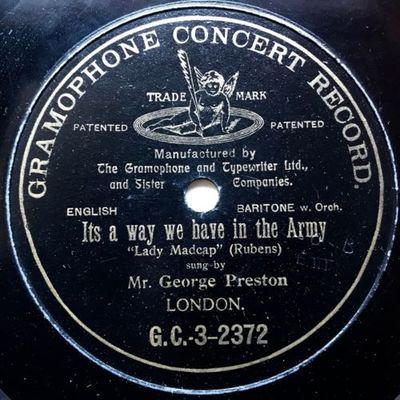 GRAMOPHONE CONCERT RECORD.
TRADE MARK
PATENTED PATENTED
Manufactured by
The Gramophone and Typewriter Ltd.,
and Sister Companies.
ENGLISH BARITONE w. Orch.
Its a way we have in the Army
"Lady Madcap" (Rubens)
sung by
Mr. George Preston
LONDON.
G.C.-3-2372